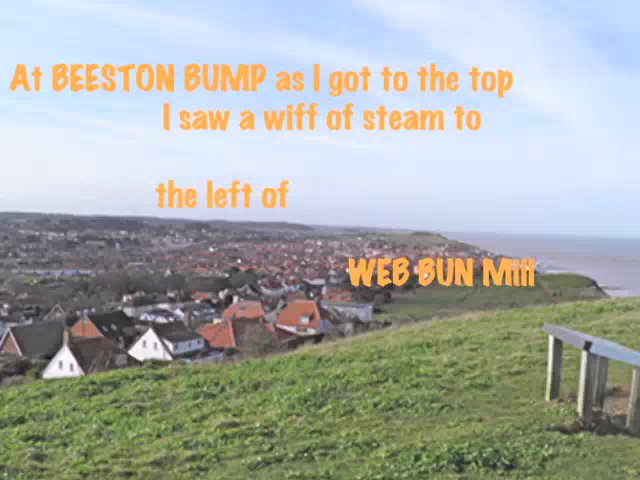 At BEESTON BUMP as I got to the top
I saw a wiff of steam to
the left of
WEB BUN Mill